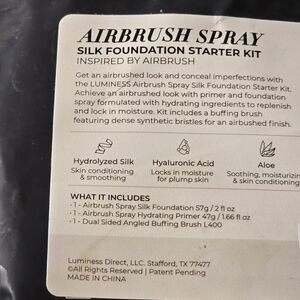 AIRBRUSH SPRAY
SILK FOUNDATION STARTER KIT
INSPIRED BY AIRBRUSH
Get an airbrushed look and conceal imperfections with
the LUMINESS Airbrush Spray Silk Foundation Starter Kit.
Achieve an airbrushed look with primer and foundation
spray formulated with hydrating ingredients to replenish
and lock in moisture. Kit includes a buffing brush
featuring dense synthetic bristles for an airbushed finish.
Hydrolyzed Silk
Skin conditioning
& smoothing
Hyaluronic Acid
Locks in moisture
for plump skin
Aloe
Soothing, moisturizing
& skin conditioning
WHAT IT INCLUDES
• 1 - Airbrush Spray Silk Foundation 57g / 2 fl oz
• 1 - Airbrush Spray Hydrating Primer 47g / 1.66 fl oz
• 1 - Dual Sided Angled Buffing Brush L400
Luminess Direct, LLC. Stafford, TX 77477
©All Rights Reserved | Patent Pending
MADE IN CHINA